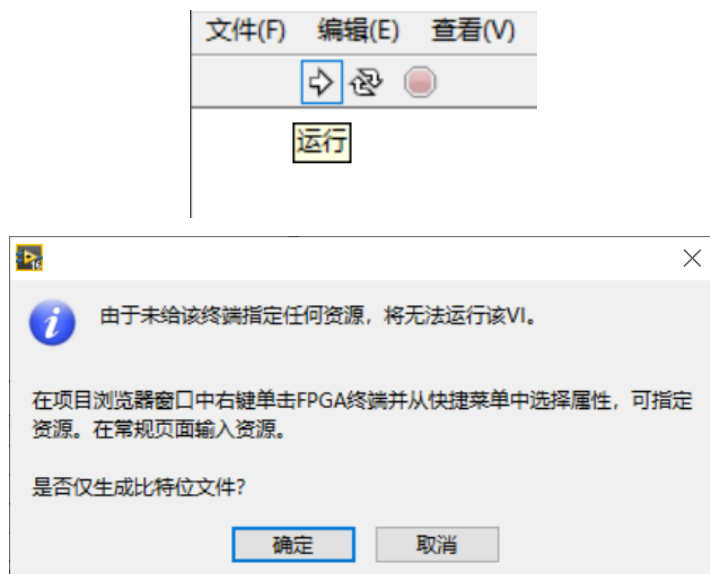 文件(F) 编辑(E) 查看(V)
运行
16
由于未给该终端指定任何资源，将无法运行该VI。
在项目浏览器窗口中右键单击FPGA终端并从快捷菜单中选择属性，可指定
资源。在常规页面输入资源。
是否仅生成比特位文件?
确定 取消